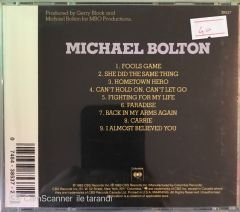 Produced by Gerry Block and
Michael Bolton for MBO Productions.
MICHAEL BOLTON
1. FOOLS GAME
2. SHE DID THE SAME THING
3. HOMETOWN HERO
4. CAN'T HOLD ON, CAN'T LET GO
5. FIGHTING FOR MY LIFE
6. PARADISE
7. BACK IN MY ARMS AGAIN
8. CARRIE
9. I ALMOST BELIEVED YOU
CamScanner ile tarandı